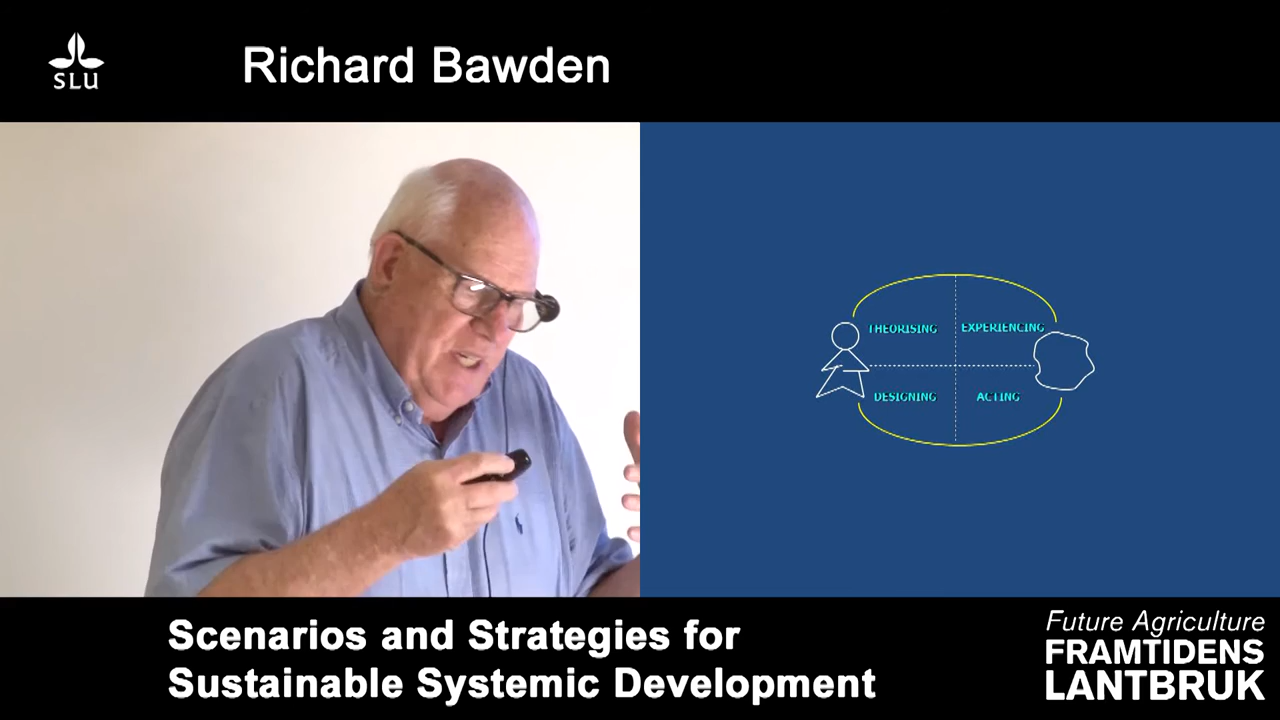 SLU
Richard Bawden
THEORISING
EXPERIENCING
DESIGNING
ACTING
Scenarios and Strategies for
Sustainable Systemic Development
Future Agriculture
FRAMTIDENS
LANTBRUK